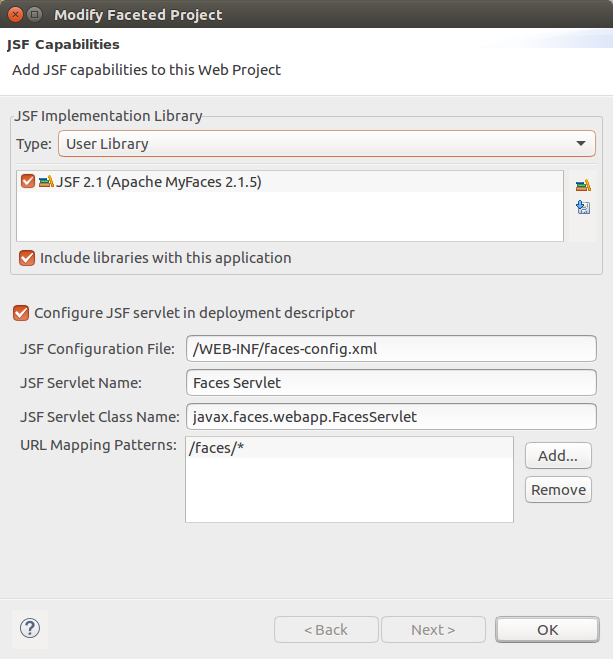 Modify Faceted Project
JSF Capabilities
Add JSF capabilities to this Web Project
JSF Implementation Library
Type: User Library
JSF 2.1 (Apache MyFaces 2.1.5)
Include libraries with this application
Configure JSF servlet in deployment descriptor
JSF Configuration File: /WEB-INF/faces-config.xml
JSF Servlet Name: Faces Servlet
JSF Servlet Class Name: javax.faces.webapp.FacesServlet
URL Mapping Patterns: /faces/*
Add...
Remove
? < Back Next > OK